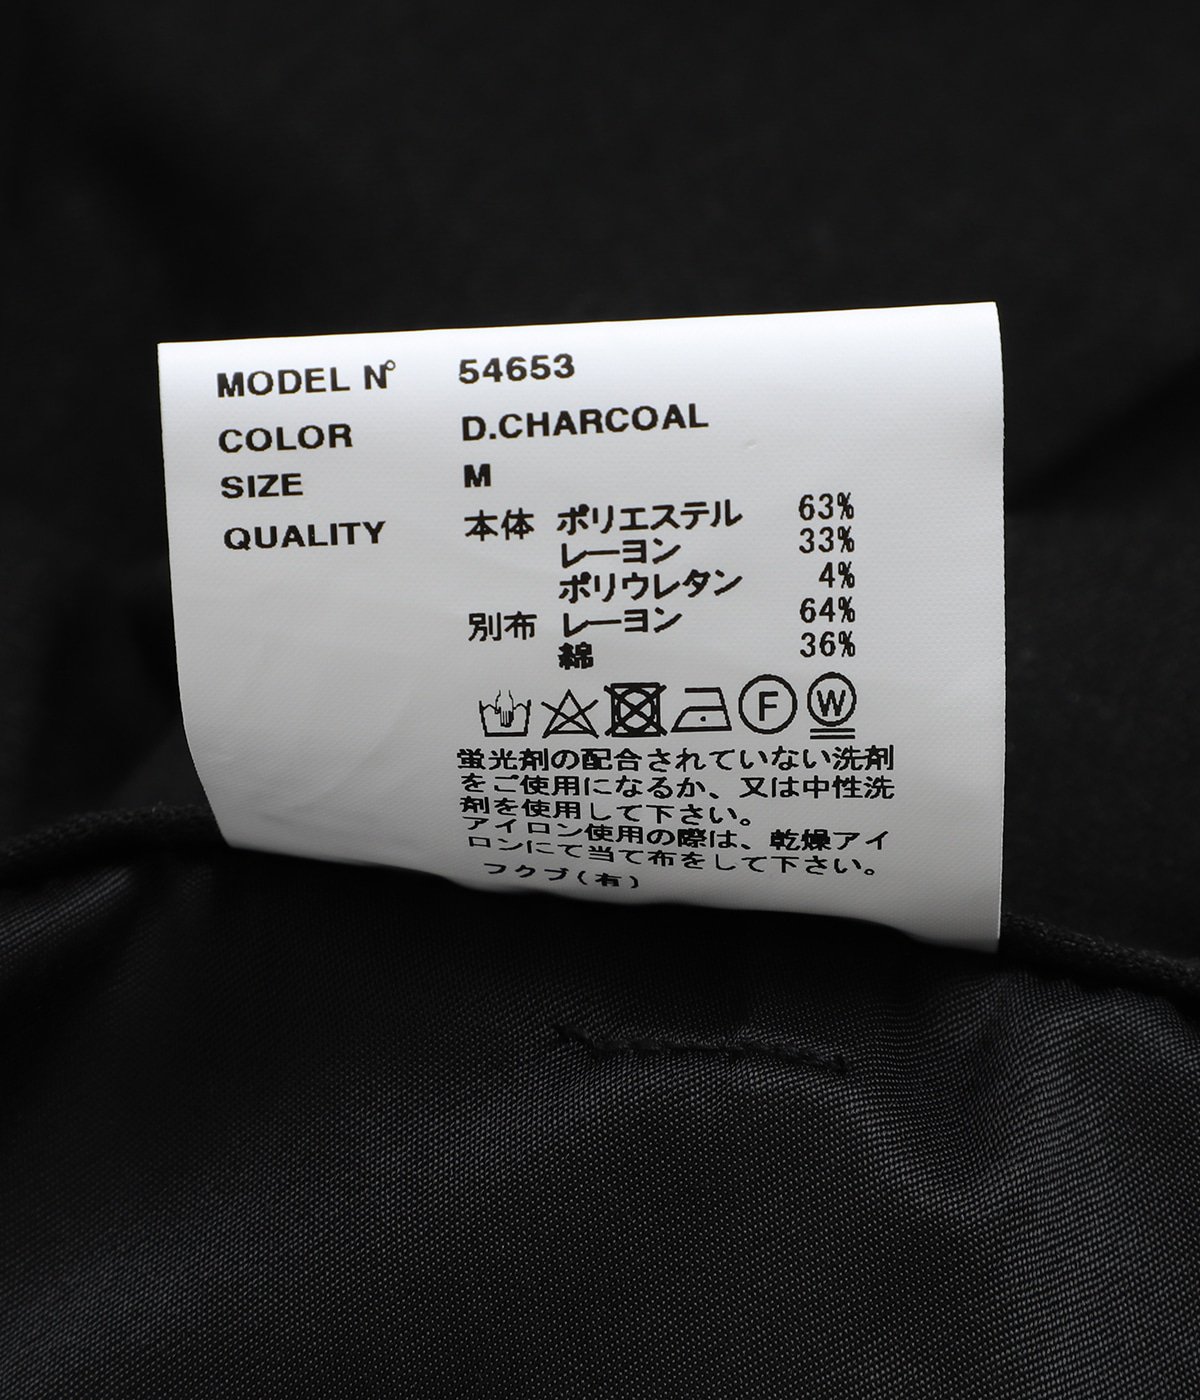 MODEL N° 54653
COLOR D.CHARCOAL
SIZE M
QUALITY 本体 ポリエステル 63%
レーヨン 33%
ポリウレタン 4%
別布 レーヨン 64%
綿 36%
F W
蛍光剤の配合されていない洗剤
をご使用になるか、又は中性洗
剤を使用して下さい。
アイロン使用の際は、乾燥アイ
ロンにて当て布をして下さい。
フクブ(有)